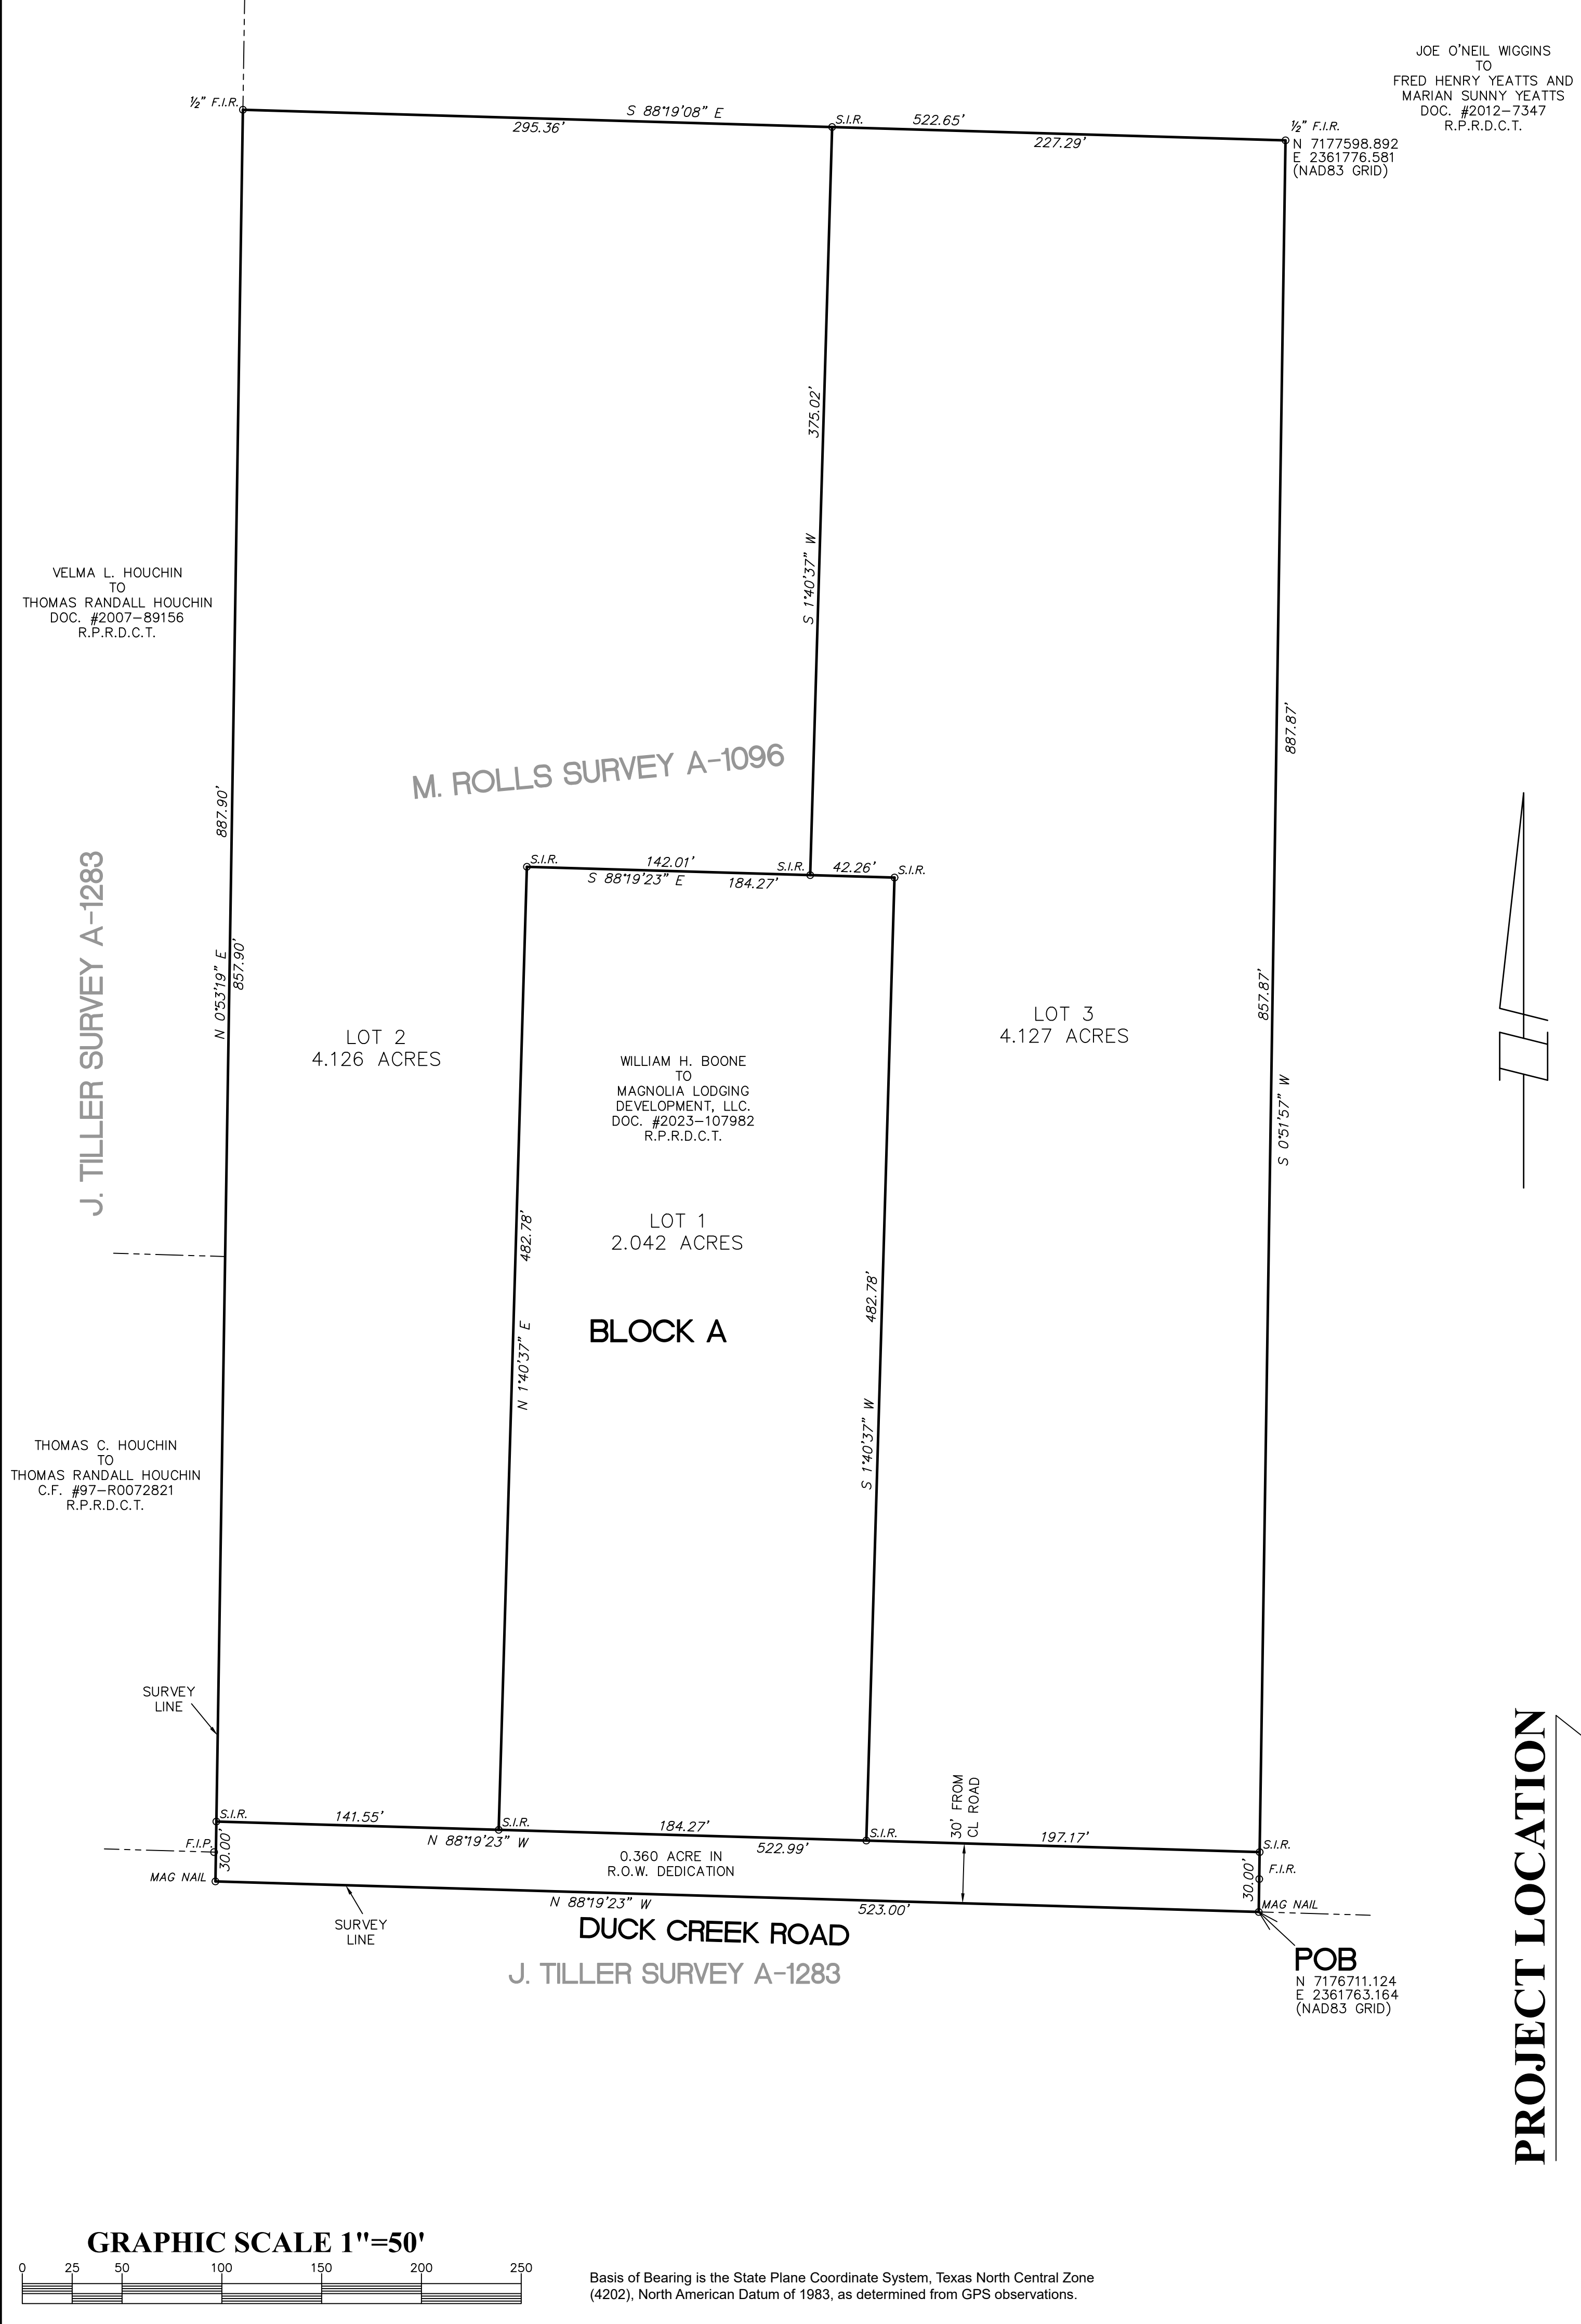 JOE O'NEIL WIGGINS
TO
FRED HENRY YEATTS AND
MARIAN SUNNY YEATTS
DOC. #2012-7347
R.P.R.D.C.T.
½" F.I.R.
S 88°19'08" E
295.36'
S.I.R.
522.65'
227.29'
½" F.I.R.
N 7177598.892
E 2361776.581
(NAD83 GRID)
375.02'
S 1°40'37" W
VELMA L. HOUCHIN
TO
THOMAS RANDALL HOUCHIN
DOC. #2007-89156
R.P.R.D.C.T.
887.87'
M. ROLLS SURVEY A-1096
887.90'
S.I.R.
142.01'
S 88°19'23" E
184.27'
S.I.R.
42.26'
S.I.R.
J. TILLER SURVEY A-1283
N 0°53'19" E
857.90'
857.87'
S 0°51'57" W
LOT 2
4.126 ACRES
LOT 3
4.127 ACRES
WILLIAM H. BOONE
TO
MAGNOLIA LODGING
DEVELOPMENT, LLC.
DOC. #2023-107982
R.P.R.D.C.T.
LOT 1
2.042 ACRES
482.78'
N 1°40'37" E
482.78'
S 1°40'37" W
BLOCK A
THOMAS C. HOUCHIN
TO
THOMAS RANDALL HOUCHIN
C.F. #97-R0072821
R.P.R.D.C.T.
SURVEY
LINE
S.I.R.
141.55'
N 88°19'23" W
S.I.R.
184.27'
522.99'
S.I.R.
30' FROM
CL ROAD
197.17'
S.I.R.
F.I.P.
30.00'
MAG NAIL
0.360 ACRE IN
R.O.W. DEDICATION
30.00'
F.I.R.
MAG NAIL
N 88°19'23" W
523.00'
SURVEY
LINE
DUCK CREEK ROAD
J. TILLER SURVEY A-1283
POB
N 7176711.124
E 2361763.164
(NAD83 GRID)
PROJECT LOCATION
GRAPHIC SCALE 1"=50'
0 25 50 100 150 200 250
Basis of Bearing is the State Plane Coordinate System, Texas North Central Zone
(4202), North American Datum of 1983, as determined from GPS observations.